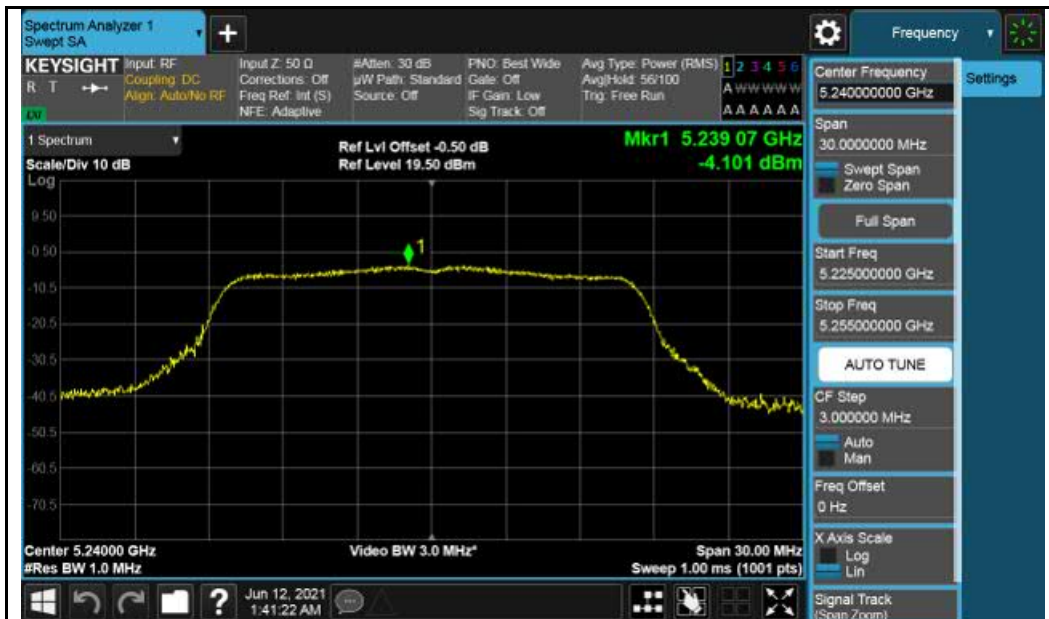 Spectrum Analyzer 1
Swept SA
+
Frequency
KEYSIGHT
R T
Input: RF
Coupling: DC
Align: Auto/No RF
Input Z: 50 Ω
Corrections: Off
Freq Ref: Int (S)
NFE: Adaptive
#Atten: 30 dB
µW Path: Standard
Source: Off
PNO: Best Wide
Gate: Off
IF Gain: Low
Sig Track: Off
Avg Type: Power (RMS)
Avg|Hold: 56/100
Trig: Free Run
1 2 3 4 5 6
A W W W W W
A A A A A A
1 Spectrum
Scale/Div 10 dB
Log
Ref Lvl Offset -0.50 dB
Ref Level 19.50 dBm
Mkr1 5.239 07 GHz
-4.101 dBm
9.50
-0.50
-10.5
-20.5
-30.5
-40.5
-50.5
-60.5
-70.5
1
Center 5.24000 GHz
#Res BW 1.0 MHz
Video BW 3.0 MHz*
Span 30.00 MHz
Sweep 1.00 ms (1001 pts)
Center Frequency
5.240000000 GHz
Settings
Span
30.0000000 MHz
Swept Span
Zero Span
Full Span
Start Freq
5.225000000 GHz
Stop Freq
5.255000000 GHz
AUTO TUNE
CF Step
3.000000 MHz
Auto
Man
Freq Offset
0 Hz
X Axis Scale
Log
Lin
Signal Track
(Span Zoom)
?
Jun 12, 2021
1:41:22 AM